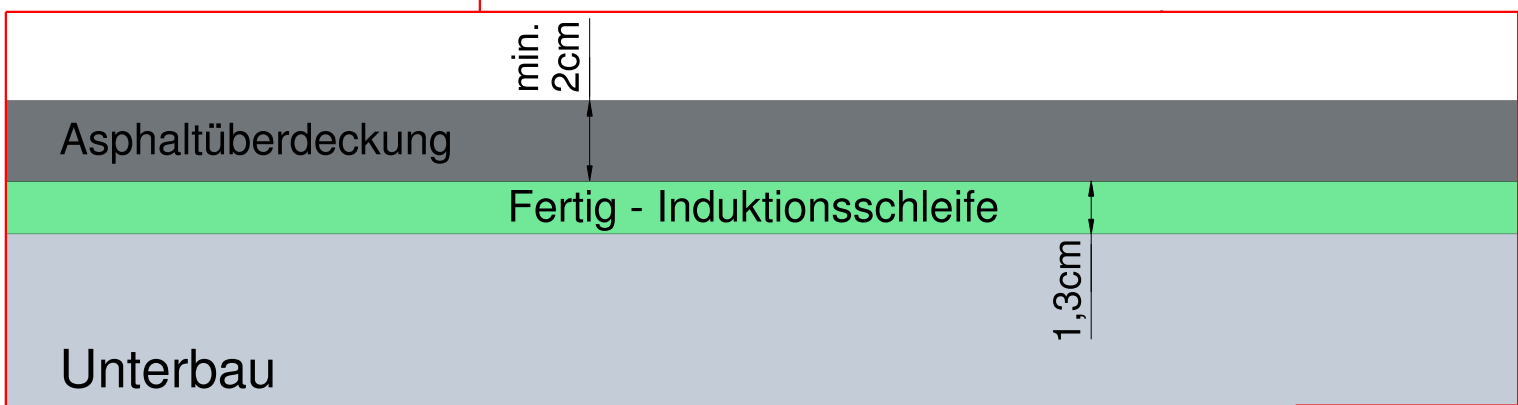 min.
2cm
Asphaltüberdeckung
Fertig - Induktionsschleife
1,3cm
Unterbau